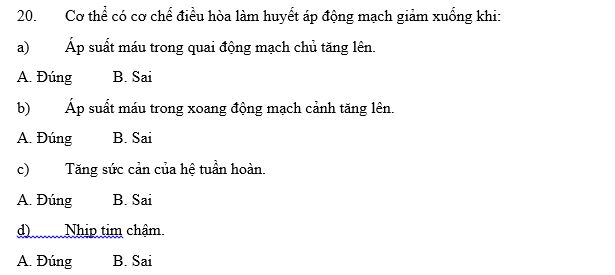 20. Cơ thể có cơ chế điều hòa làm huyết áp động mạch giảm xuống khi:
a) Áp suất máu trong quai động mạch chủ tăng lên.
A. Đúng B. Sai
b) Áp suất máu trong xoang động mạch cảnh tăng lên.
A. Đúng B. Sai
c) Tăng sức cản của hệ tuần hoàn.
A. Đúng B. Sai
d) Nhịp tim chậm.
A. Đúng B. Sai